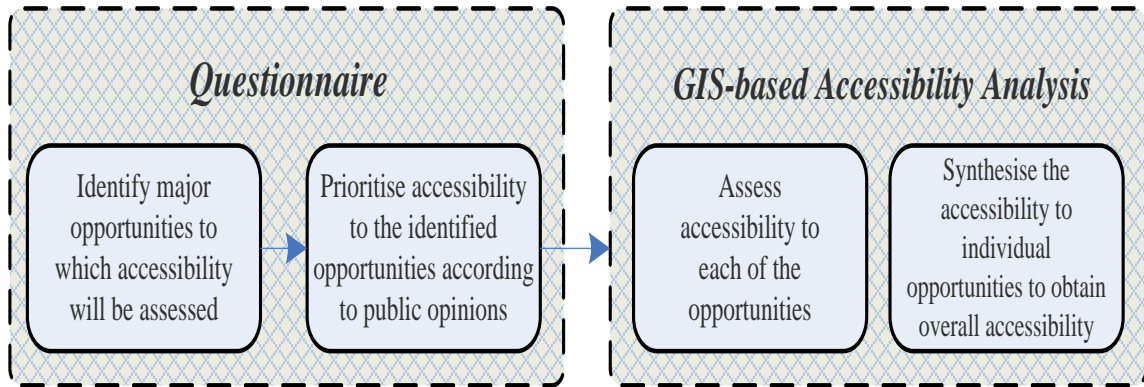 Questionnaire
Identify major
opportunities to
which accessibility
will be assessed
Prioritise accessibility
to the identified
opportunities according
to public opinions
GIS-based Accessibility Analysis
Assess
accessibility to
each of the
opportunities
Synthesise the
accessibility to
individual
opportunities to obtain
overall accessibility